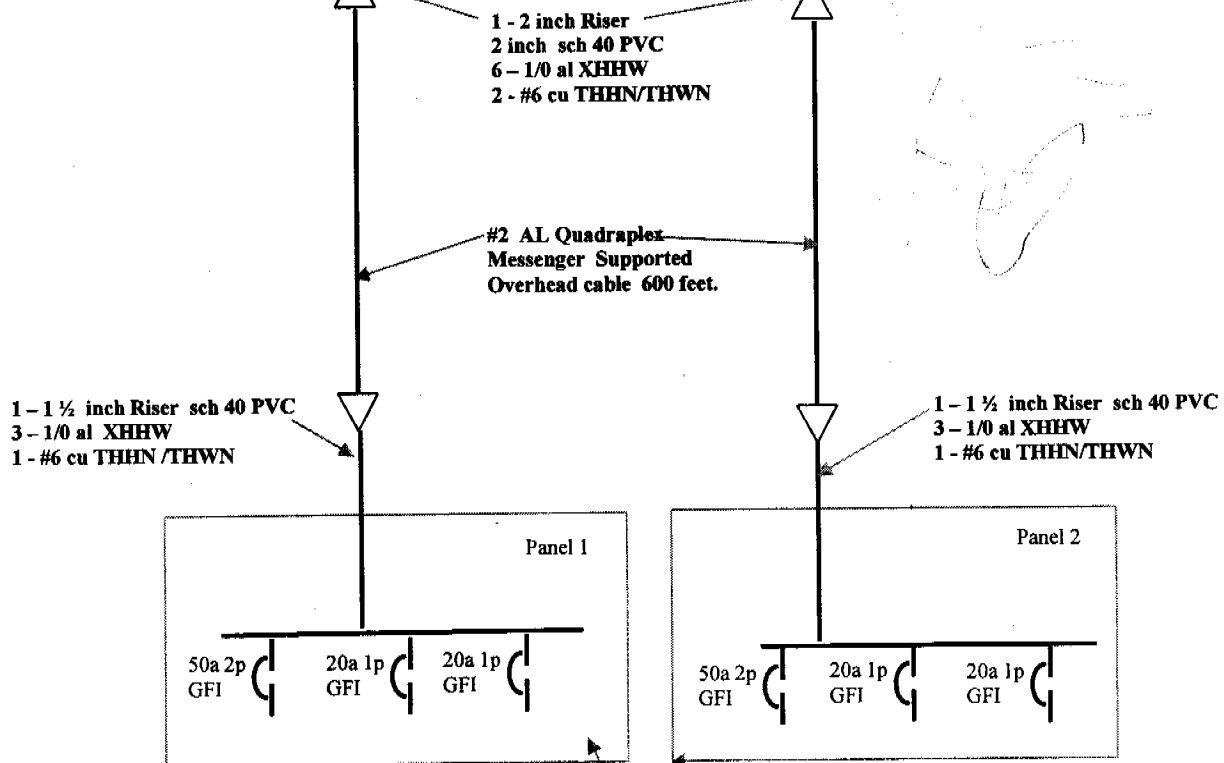 1 - 2 inch Riser
2 inch sch 40 PVC
6 – 1/0 al XHHW
2 - #6 cu THHN/THWN
#2 AL Quadraplex
Messenger Supported
Overhead cable 600 feet.
1 – 1 ½ inch Riser sch 40 PVC
3 – 1/0 al XHHW
1 - #6 cu THHN /THWN
1 – 1 ½ inch Riser sch 40 PVC
3 – 1/0 al XHHW
1 - #6 cu THHN/THWN
Panel 1
50a 2p
GFI
20a 1p
GFI
20a 1p
GFI
Panel 2
50a 2p
GFI
20a 1p
GFI
20a 1p
GFI